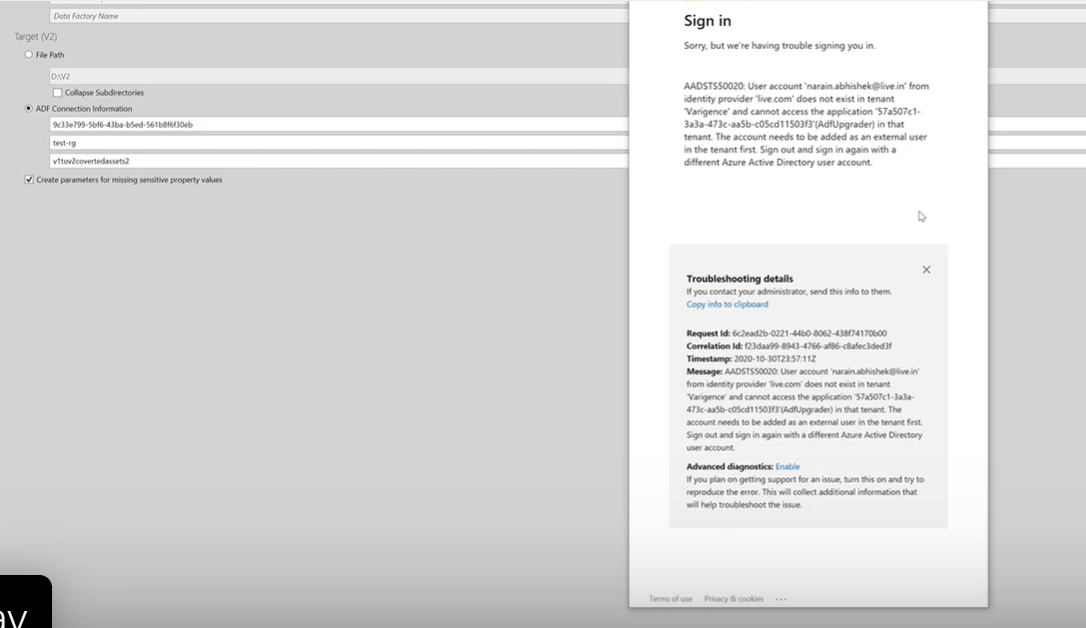 Data Factory Name
Target (V2)
File Path
D:\V2
Collapse Subdirectories
ADF Connection Information
9c33e799-5bf6-43ba-b5ed-561b8f6f30eb
test-rg
v1tov2covertedassets2
Create parameters for missing sensitive property values
Sign in
Sorry, but we're having trouble signing you in.
AADSTS50020: User account 'narain.abhishek@live.in' from
identity provider 'live.com' does not exist in tenant
'Varigence' and cannot access the application '57a507c1-
3a3a-473c-aa5b-c05cd11503f3'(AdfUpgrader) in that
tenant. The account needs to be added as an external user
in the tenant first. Sign out and sign in again with a
different Azure Active Directory user account.
Troubleshooting details
If you contact your administrator, send this info to them.
Copy info to clipboard
Request Id: 6c2ead2b-0221-44b0-8062-438f74170b00
Correlation Id: f23daa99-8943-4766-af86-c8afec3ded3f
Timestamp: 2020-10-30T23:57:11Z
Message: AADSTS50020: User account 'narain.abhishek@live.in'
from identity provider 'live.com' does not exist in tenant
'Varigence' and cannot access the application '57a507c1-3a3a-
473c-aa5b-c05cd11503f3'(AdfUpgrader) in that tenant. The
account needs to be added as an external user in the tenant first.
Sign out and sign in again with a different Azure Active Directory
user account.
Advanced diagnostics: Enable
If you plan on getting support for an issue, turn this on and try to
reproduce the error. This will collect additional information that
will help troubleshoot the issue.
Terms of use Privacy & cookies ...